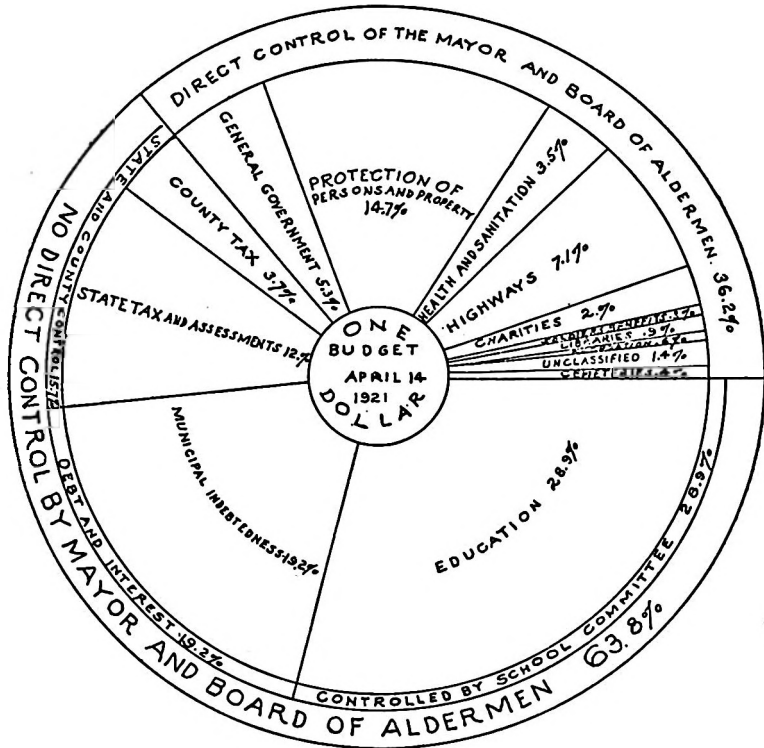 DIRECT CONTROL OF THE MAYOR AND BOARD OF ALDERMEN. 36.2%
GENERAL GOVERNMENT 5.3%
PROTECTION OF
PERSONS AND PROPERTY
14.7%
HEALTH AND SANITATION 3.5%
HIGHWAYS 7.1%
CHARITIES 2.%
SOLDIERS BENEFITS
LIBRARIES .9%
UNCLASSIFIED 1.4%
STATE AND COUNTY CONTROL
COUNTY TAX 3.7%
STATE TAX AND ASSESSMENTS 12.%
ONE
BUDGET
APRIL 14
1921
DOLLAR
MUNICIPAL INDEBTEDNESS 19.2%
DEBT AND INTEREST 19.2%
EDUCATION 28.9%
CONTROLLED BY SCHOOL COMMITTEE 28.9%
NO DIRECT CONTROL BY MAYOR AND BOARD OF ALDERMEN 63.8%